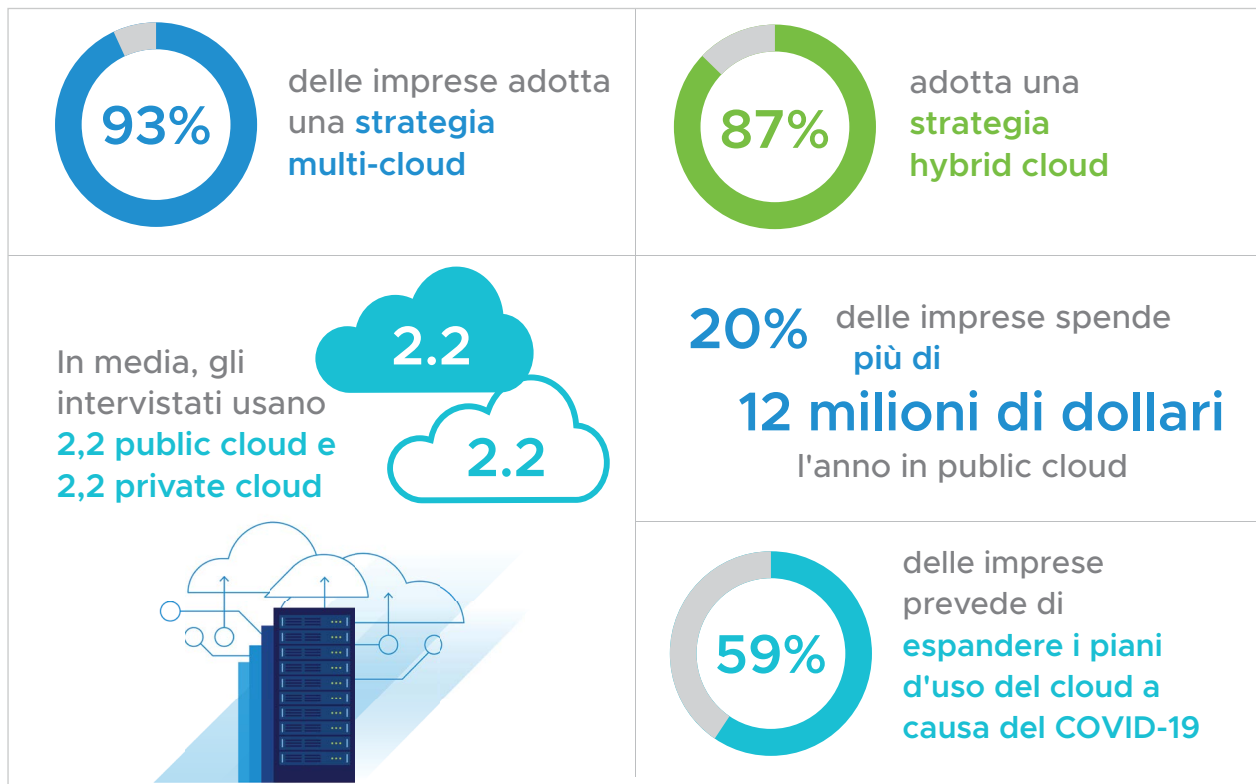 93%
delle imprese adotta
una strategia
multi-cloud
87%
adotta una
strategia
hybrid cloud
In media, gli
intervistati usano
2,2 public cloud e
2,2 private cloud
2.2
2.2
20% delle imprese spende
più di
12 milioni di dollari
l'anno in public cloud
59%
delle imprese
prevede di
espandere i piani
d'uso del cloud a
causa del COVID-19